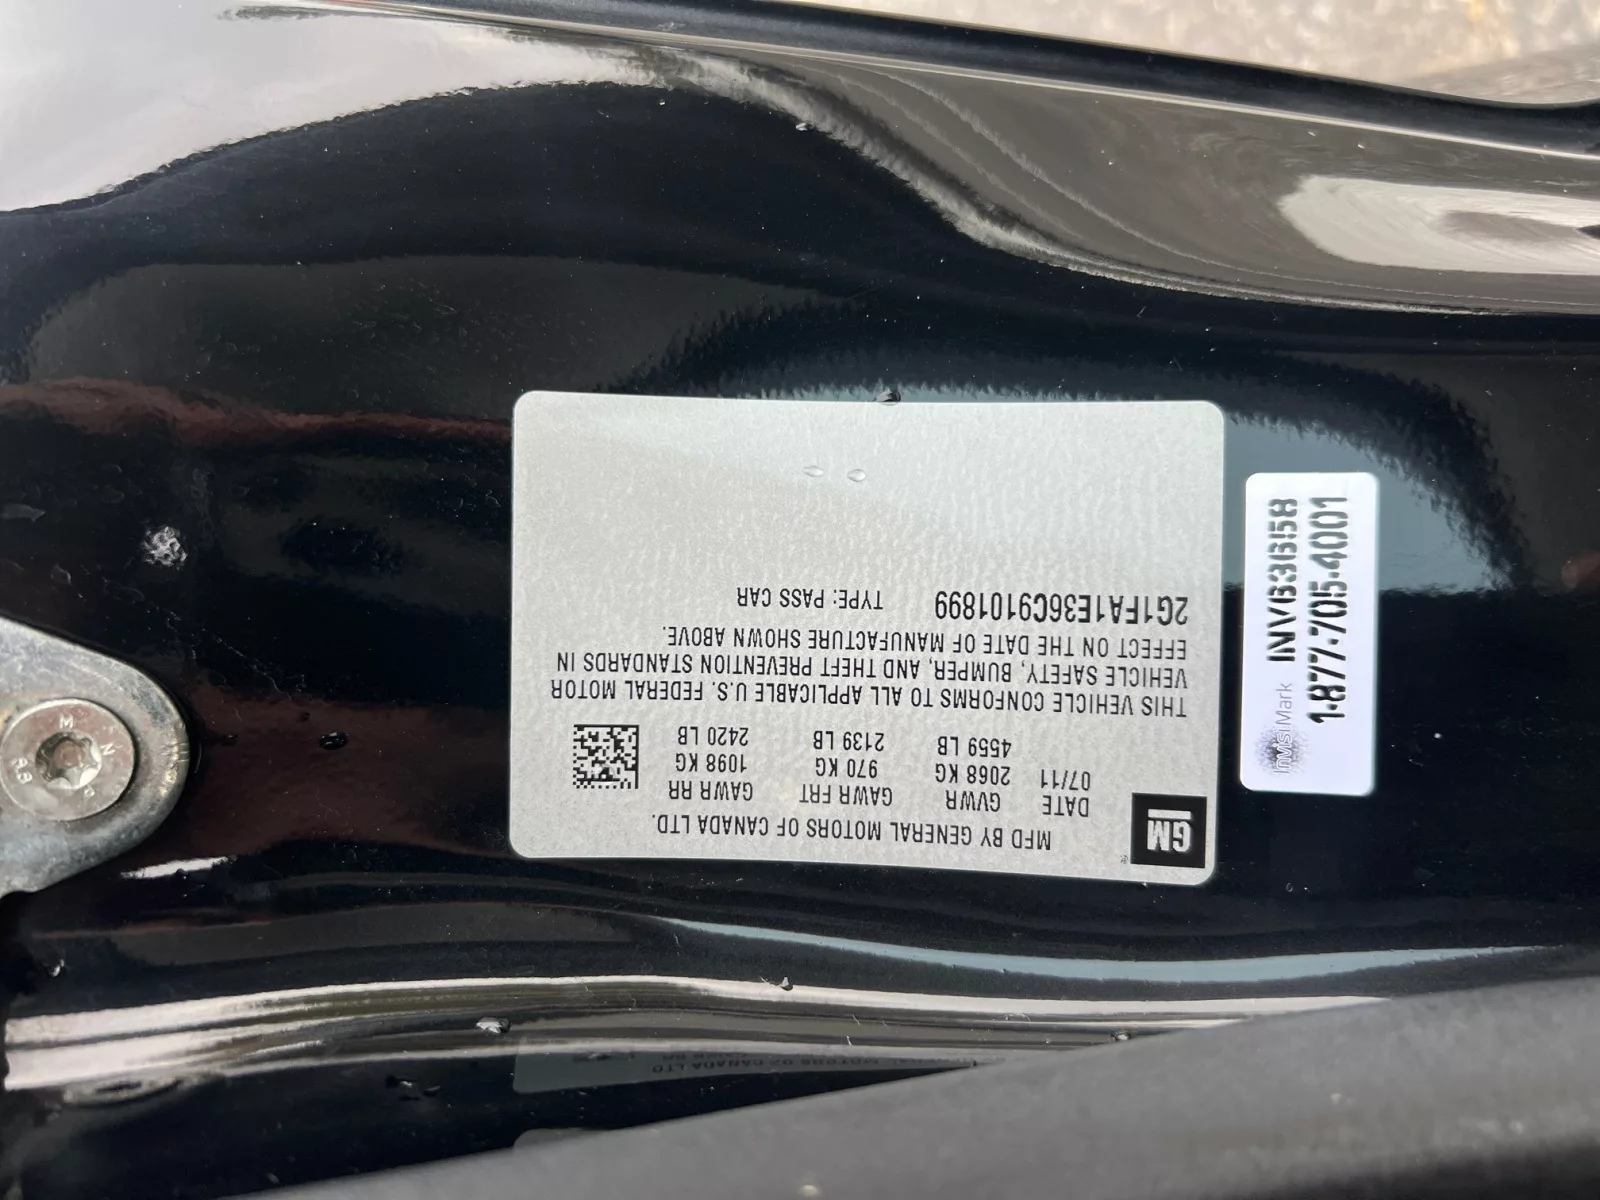 GM
MFD BY GENERAL MOTORS OF CANADA LTD.
DATE GVWR GAWR FRT GAWR RR
07/11 2068 KG 970 KG 1098 KG
4559 LB 2139 LB 2420 LB
THIS VEHICLE CONFORMS TO ALL APPLICABLE U.S. FEDERAL MOTOR
VEHICLE SAFETY, BUMPER, AND THEFT PREVENTION STANDARDS IN
EFFECT ON THE DATE OF MANUFACTURE SHOWN ABOVE.
2G1FA1E36C9101899 TYPE: PASS CAR
InvisiMark INV63658
1-877-705-4001